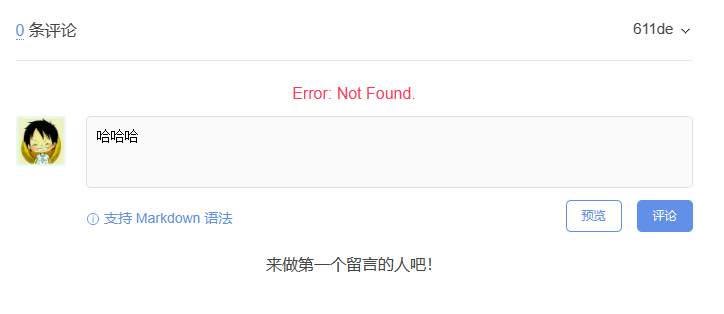 0 条评论
611de
Error: Not Found.
哈哈哈
支持 Markdown 语法
预览
评论
来做第一个留言的人吧！